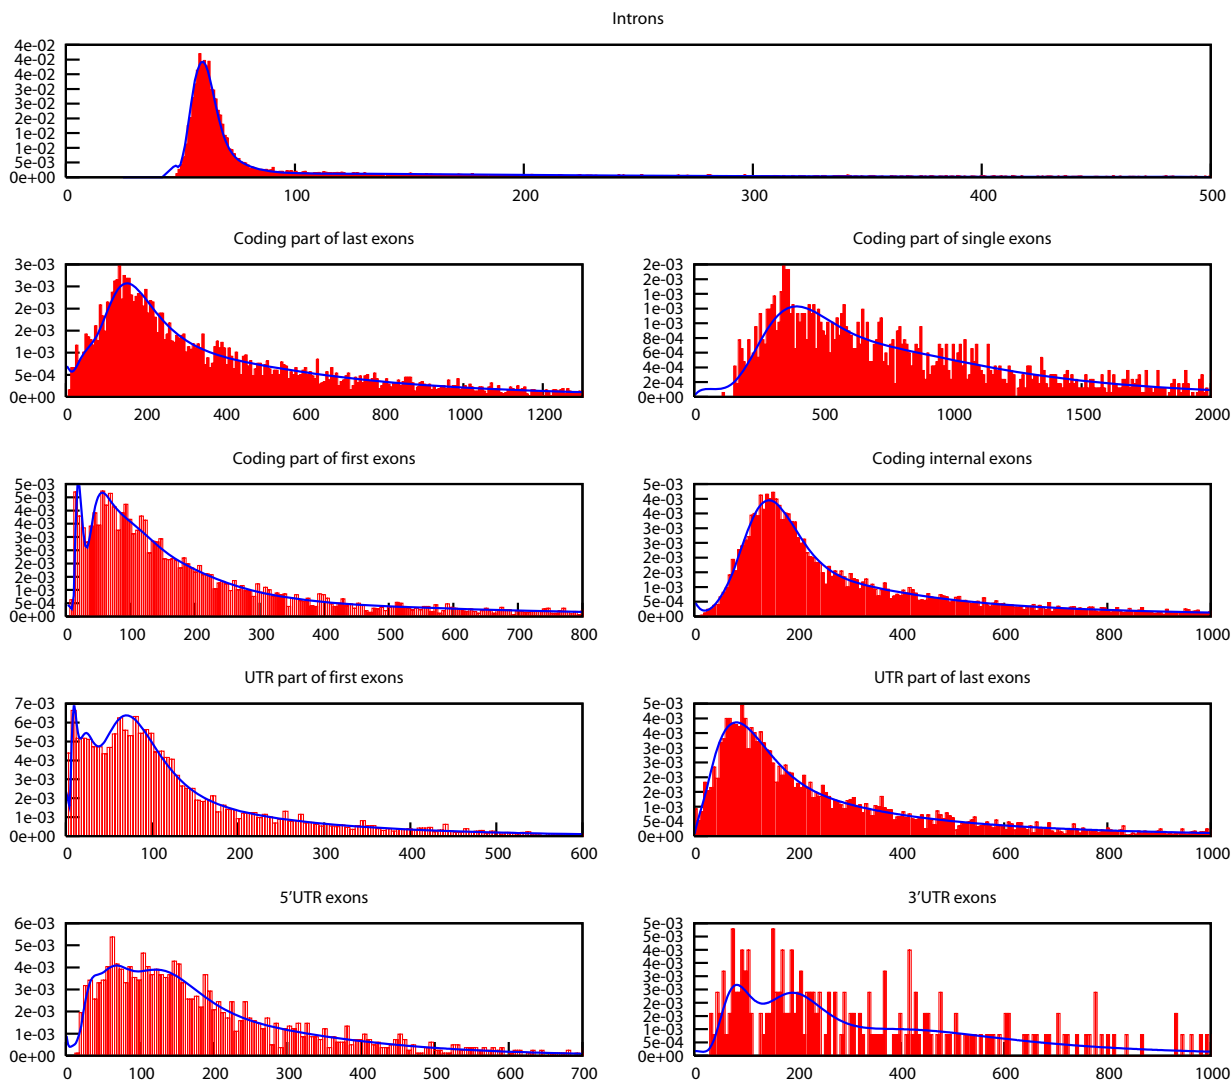 Introns
4e-02
4e-02
4e-02
3e-02
3e-02
2e-02
1e-02
1e-02
5e-03
0e+00
0 100 200 300 400 500
Coding part of last exons
3e-03
2e-03
2e-03
2e-03
1e-03
5e-04
0e+00
0 200 400 600 800 1000 1200
Coding part of single exons
2e-03
1e-03
1e-03
1e-03
8e-04
6e-04
4e-04
2e-04
0e+00
0 500 1000 1500 2000
Coding part of first exons
5e-03
4e-03
4e-03
4e-03
3e-03
2e-03
2e-03
2e-03
1e-03
5e-04
0e+00
0 100 200 300 400 500 600 700 800
Coding internal exons
4e-03
4e-03
4e-03
3e-03
2e-03
2e-03
2e-03
1e-03
5e-04
0e+00
0 200 400 600 800 1000
UTR part of first exons
7e-03
6e-03
5e-03
4e-03
3e-03
2e-03
1e-03
0e+00
0 100 200 300 400 500 600
UTR part of last exons
5e-03
4e-03
4e-03
3e-03
3e-03
2e-03
2e-03
1e-03
5e-04
0e+00
0 200 400 600 800 1000
5’UTR exons
6e-03
5e-03
4e-03
3e-03
2e-03
1e-03
0e+00
0 100 200 300 400 500 600 700
3’UTR exons
5e-03
4e-03
4e-03
4e-03
3e-03
2e-03
2e-03
2e-03
1e-03
5e-04
0e+00
0 200 400 600 800 1000